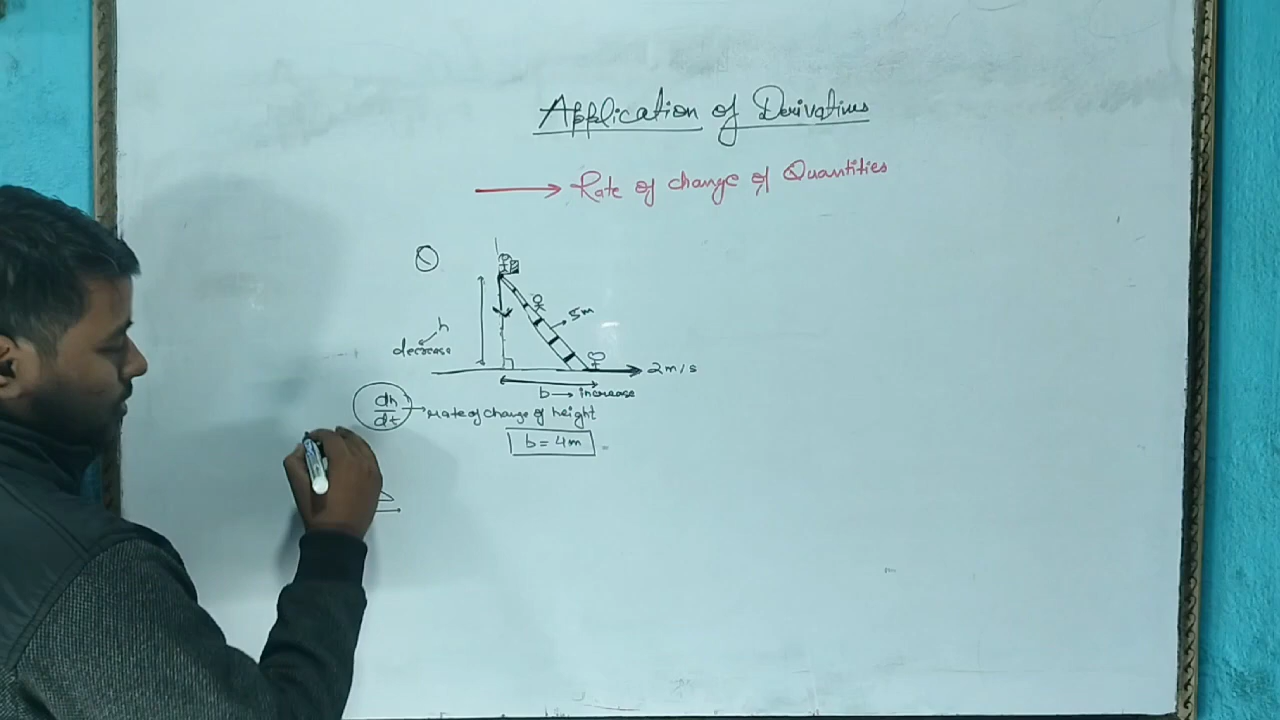 Application of Derivatives
Rate of change of Quantities
5m
h
decrease
2m/s
b → increase
dh/dt → rate of change of height
b = 4m